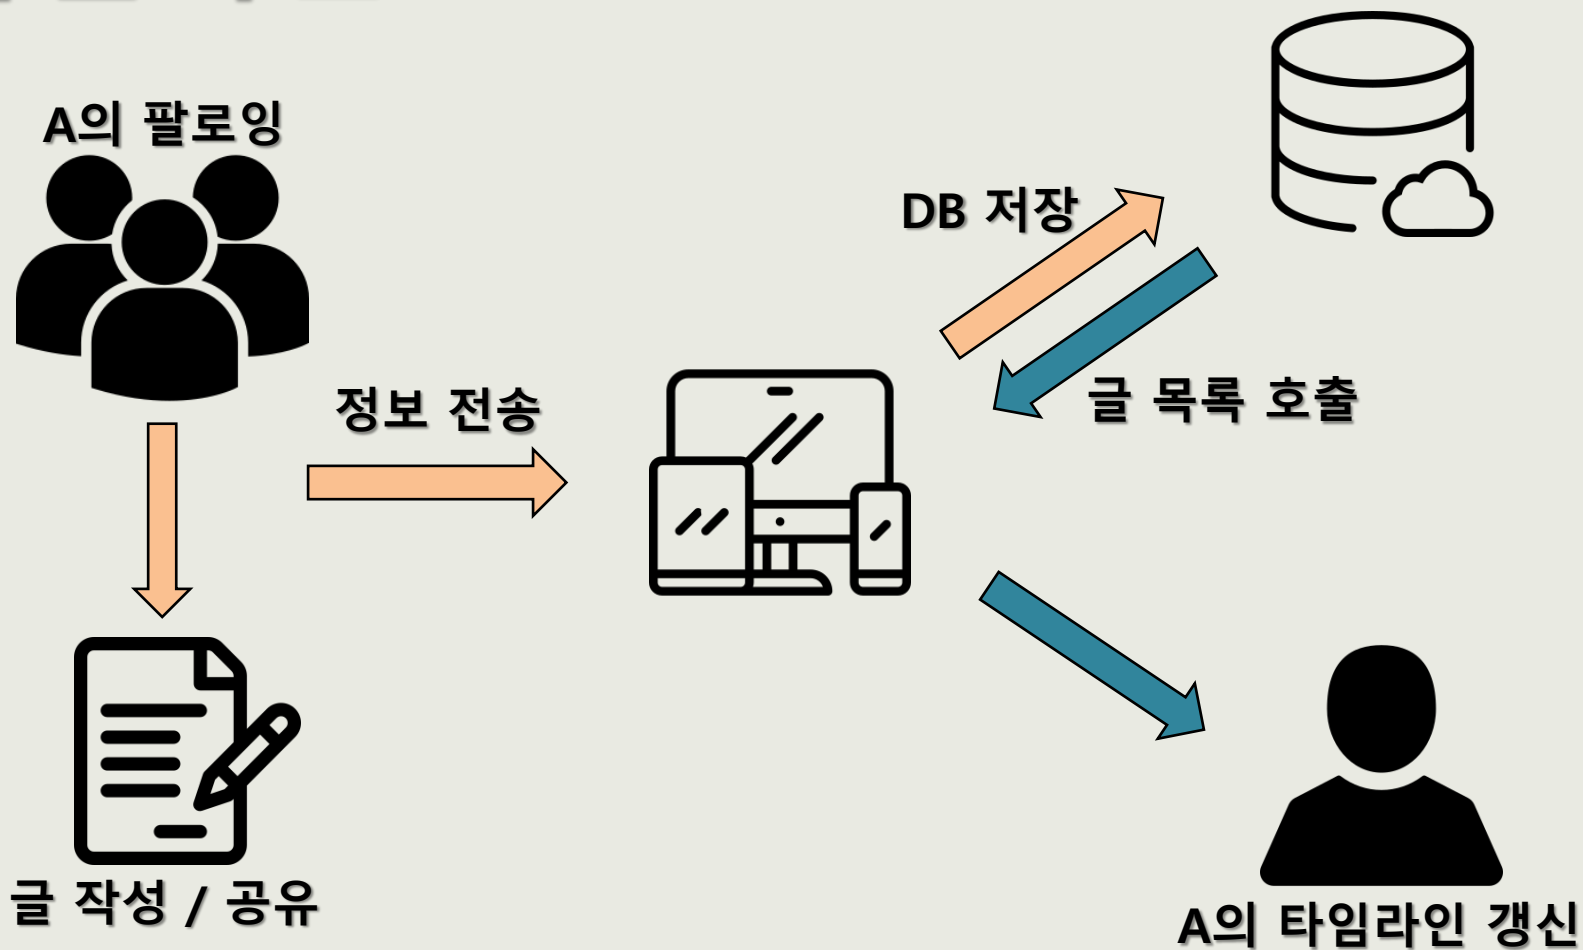 A의 팔로잉
DB 저장
정보 전송
글 목록 호출
글 작성 / 공유
A의 타임라인 갱신